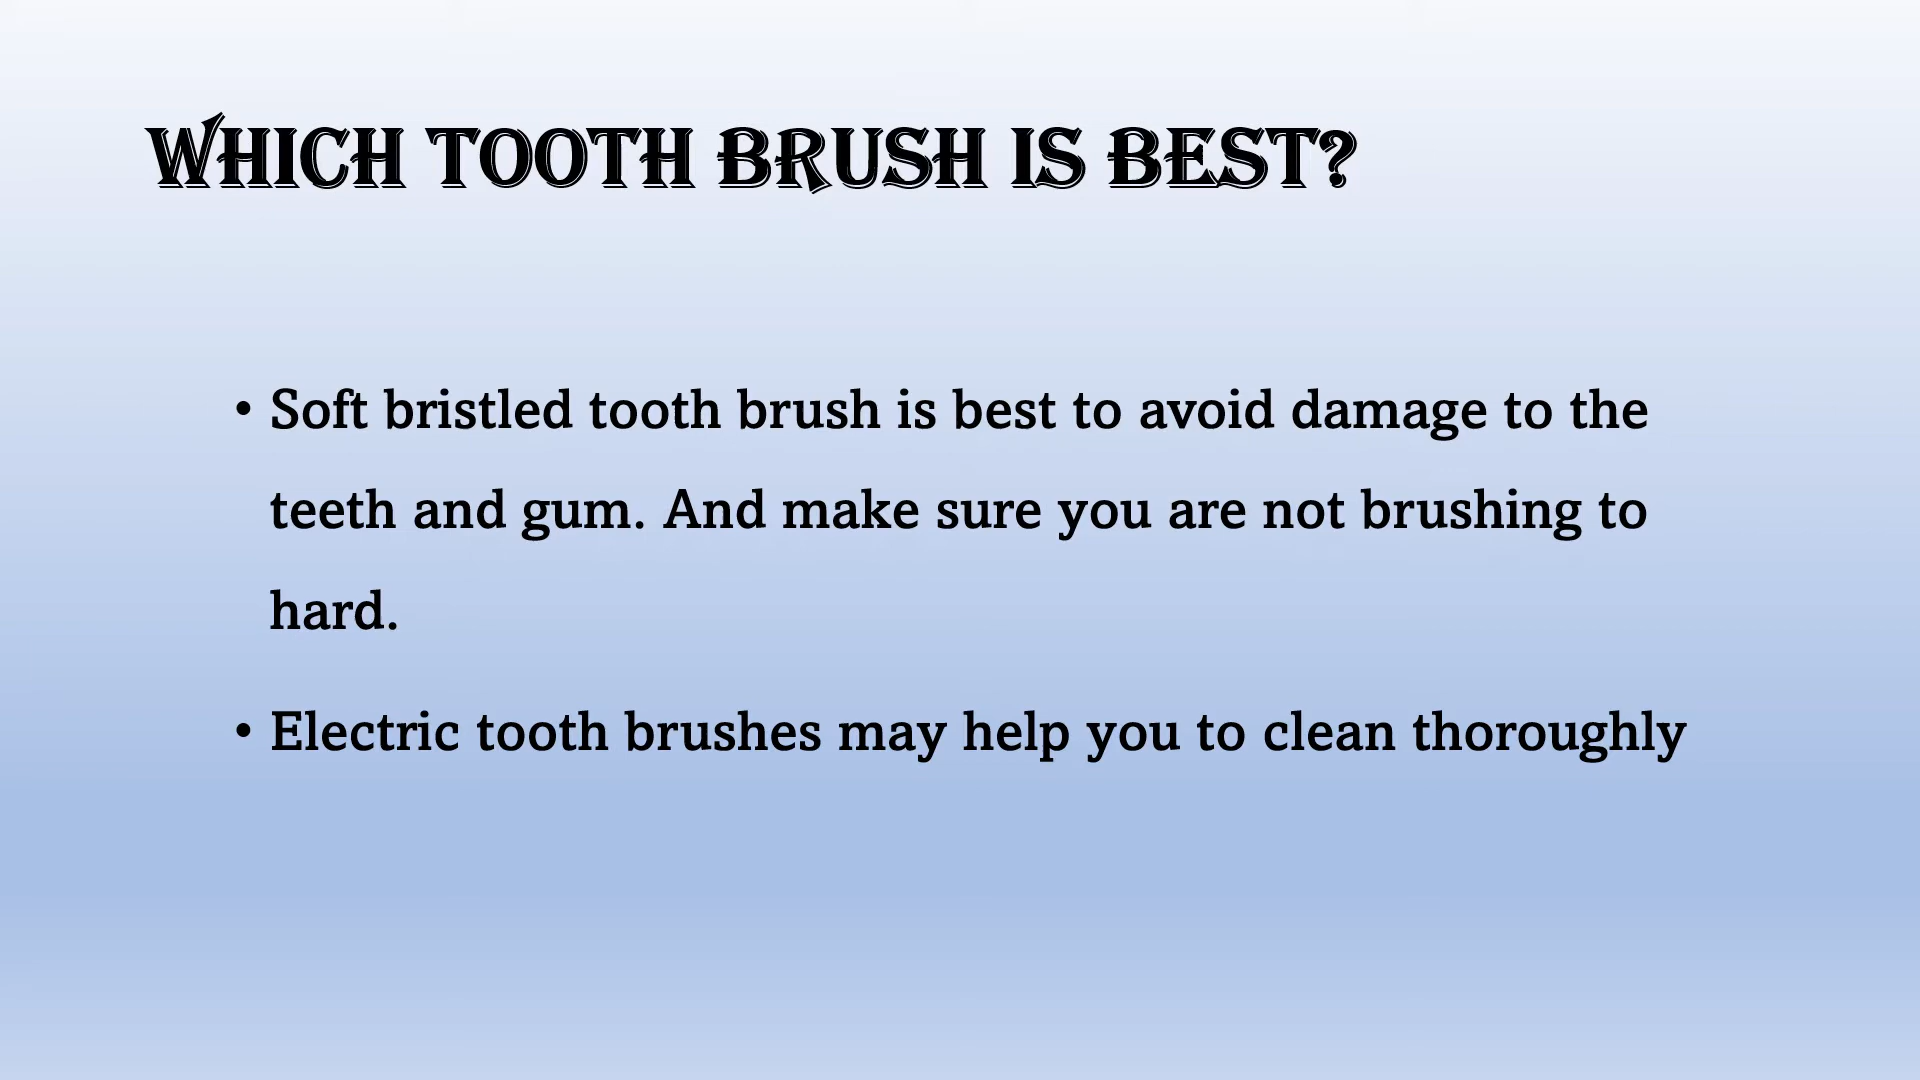 WHICH TOOTH BRUSH IS BEST?
• Soft bristled tooth brush is best to avoid damage to the
teeth and gum. And make sure you are not brushing to
hard.
• Electric tooth brushes may help you to clean thoroughly